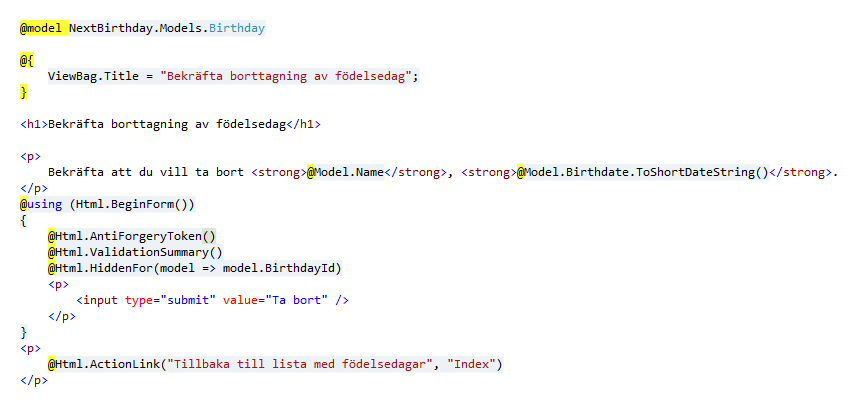 @model NextBirthday.Models.Birthday
@{
ViewBag.Title = "Bekräfta borttagning av födelsedag";
}
<h1>Bekräfta borttagning av födelsedag</h1>
<p>
Bekräfta att du vill ta bort <strong>@Model.Name</strong>, <strong>@Model.Birthdate.ToShortDateString()</strong>.
</p>
@using (Html.BeginForm())
{
@Html.AntiForgeryToken()
@Html.ValidationSummary()
@Html.HiddenFor(model => model.BirthdayId)
<p>
<input type="submit" value="Ta bort" />
</p>
}
<p>
@Html.ActionLink("Tillbaka till lista med födelsedagar", "Index")
</p>